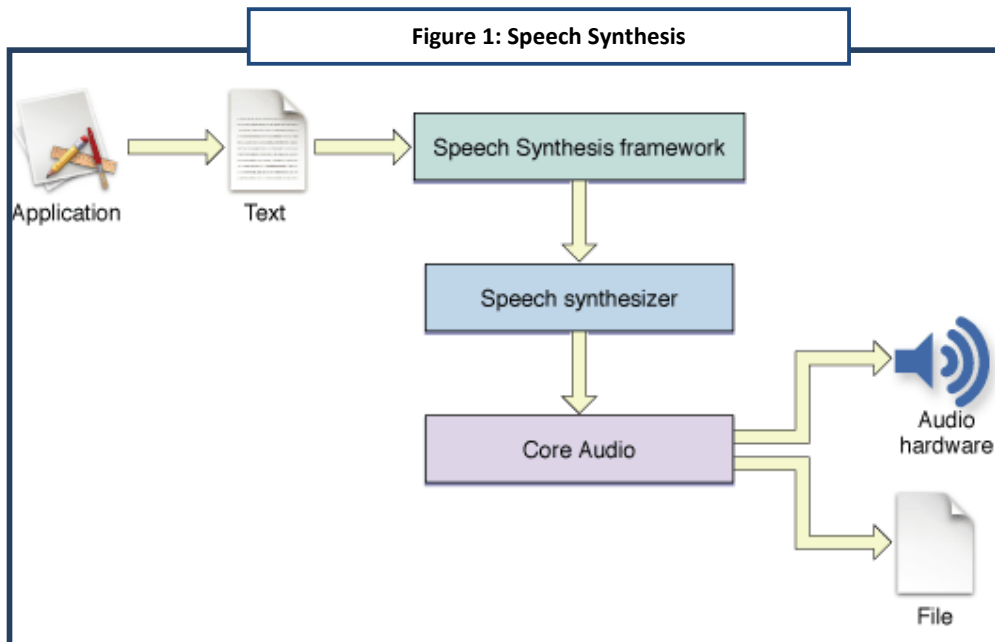 Figure 1: Speech Synthesis
Application
Text
Speech Synthesis framework
Speech synthesizer
Core Audio
Audio
hardware
File